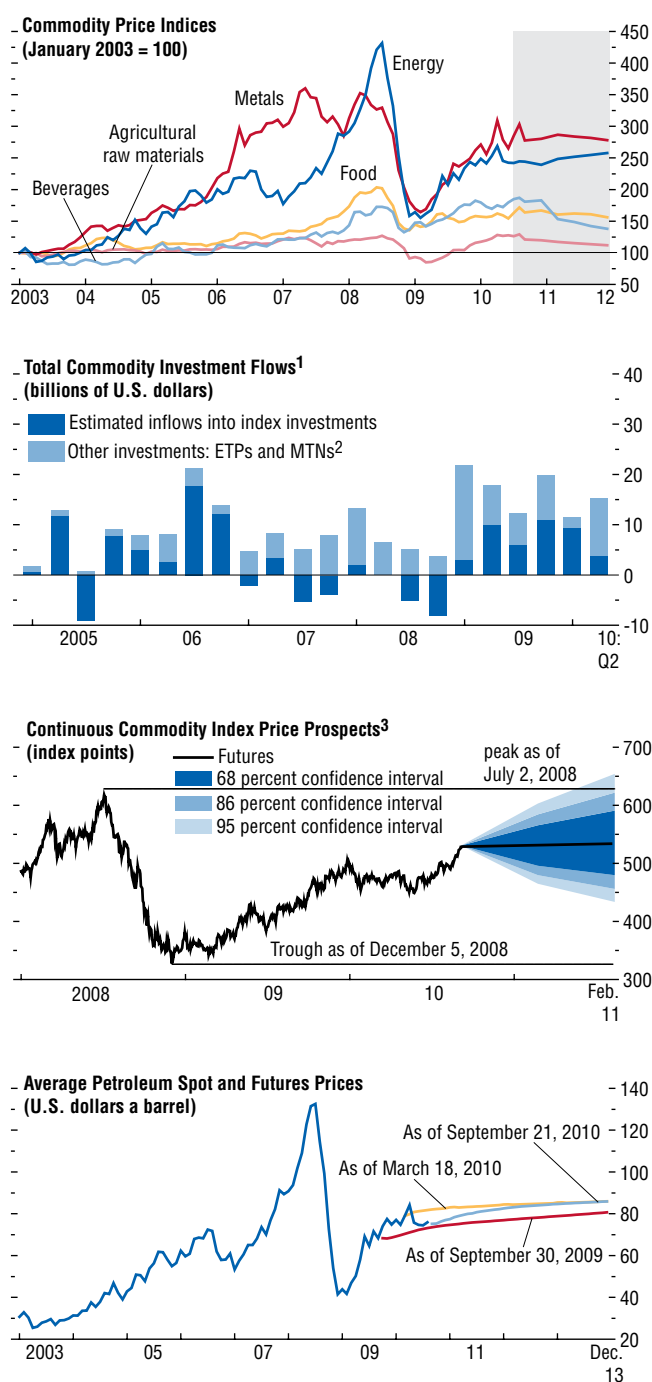 Commodity Price Indices
(January 2003 = 100)
450
400
350
300
250
200
150
100
50
Energy
Metals
Agricultural
raw materials
Food
Beverages
2003 04 05 06 07 08 09 10 11 12
Total Commodity Investment Flows1
(billions of U.S. dollars)
Estimated inflows into index investments
Other investments: ETPs and MTNs2
40
30
20
10
0
-10
2005 06 07 08 09 10:
Q2
Continuous Commodity Index Price Prospects3
(index points)
Futures
68 percent confidence interval
86 percent confidence interval
95 percent confidence interval
peak as of
July 2, 2008
Trough as of December 5, 2008
700
600
500
400
300
2008 09 10 Feb.
11
Average Petroleum Spot and Futures Prices
(U.S. dollars a barrel)
140
120
100
80
60
40
20
As of September 21, 2010
As of March 18, 2010
As of September 30, 2009
2003 05 07 09 11 Dec.
13